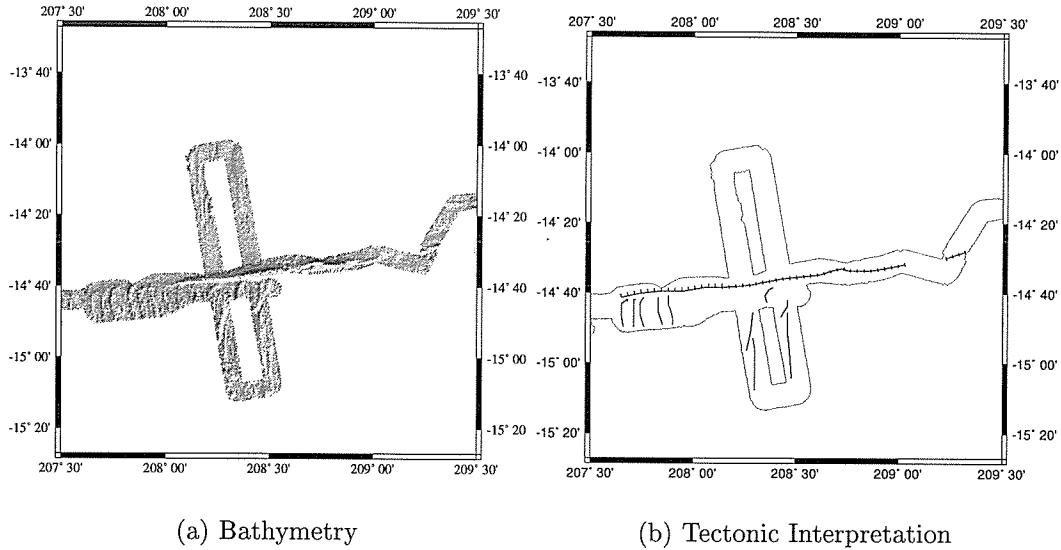 207˚ 30' 208˚ 00' 208˚ 30' 209˚ 00' 209˚ 30'
-13˚ 40' -13˚ 40'
-14˚ 00' -14˚ 00'
-14˚ 20' -14˚ 20'
-14˚ 40' -14˚ 40'
-15˚ 00' -15˚ 00'
-15˚ 20' -15˚ 20'
207˚ 30' 208˚ 00' 208˚ 30' 209˚ 00' 209˚ 30'
(a) Bathymetry
207˚ 30' 208˚ 00' 208˚ 30' 209˚ 00' 209˚ 30'
-13˚ 40' -13˚ 40'
-14˚ 00' -14˚ 00'
-14˚ 20' -14˚ 20'
-14˚ 40' -14˚ 40'
-15˚ 00' -15˚ 00'
-15˚ 20' -15˚ 20'
207˚ 30' 208˚ 00' 208˚ 30' 209˚ 00' 209˚ 30'
(b) Tectonic Interpretation